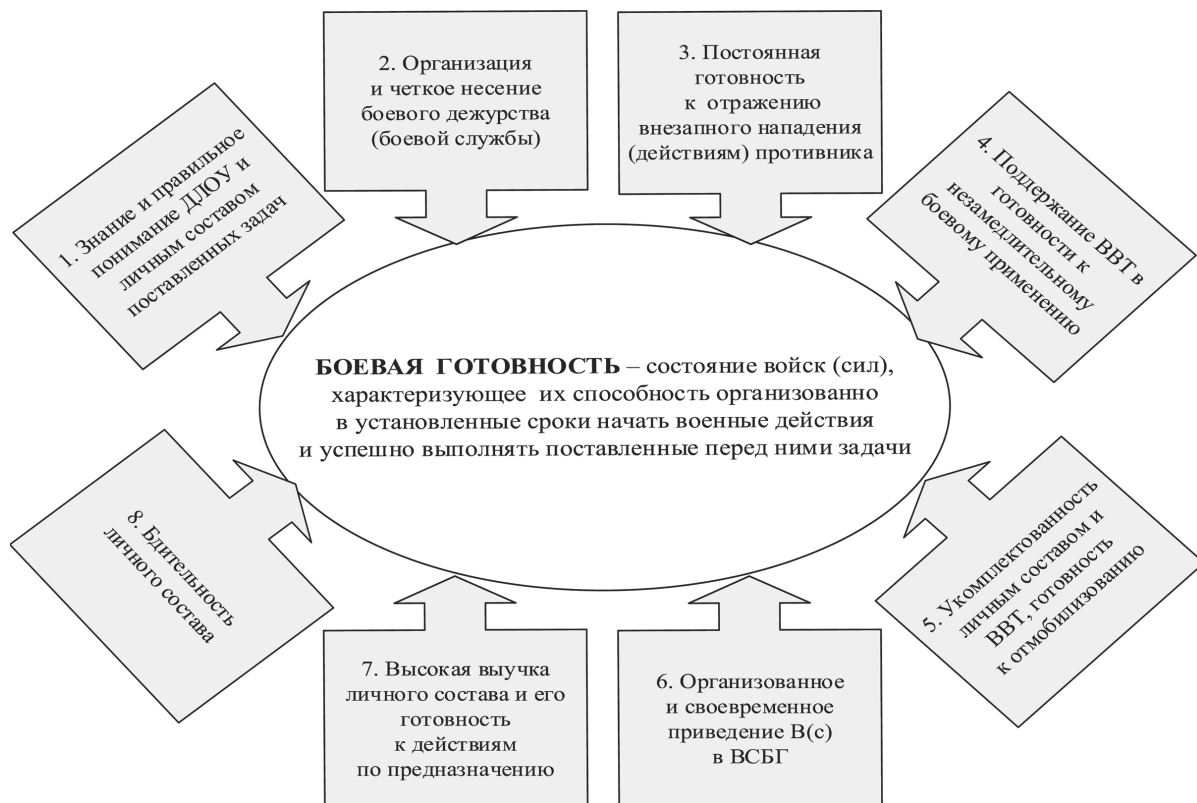 1. Знание и правильное
понимание ДЛОУ и
личным составом
поставленных задач
2. Организация
и четкое несение
боевого дежурства
(боевой службы)
3. Постоянная
готовность
к отражению
внезапного нападения
(действиям) противника
4. Поддержание ВВТ в
готовности к
незамедлительному
боевому применению
БОЕВАЯ ГОТОВНОСТЬ – состояние войск (сил),
характеризующее их способность организованно
в установленные сроки начать военные действия
и успешно выполнять поставленные перед ними задачи
5. Укомплектованность
личным составом и
ВВТ, готовность
к отмобилизованию
6. Организованное
и своевременное
приведение В(с)
в ВСБГ
7. Высокая выучка
личного состава и его
готовность
к действиям
по предназначению
8. Бдительность
личного состава